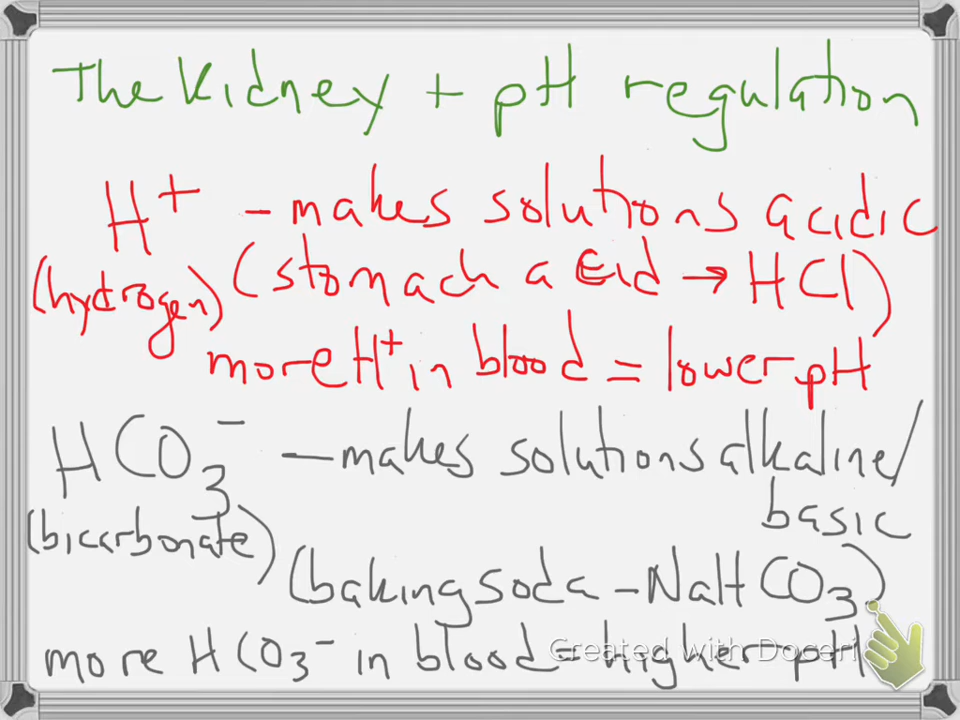 The Kidney + pH regulation
H+ - makes solutions acidic
(hydrogen) (stomach acid → HCl)
more H+ in blood = lower pH
HCO3- - makes solutions alkaline/
basic
(bicarbonate)
(baking soda - NaHCO3)
more HCO3- in blood = higher pH
Created with Doceri